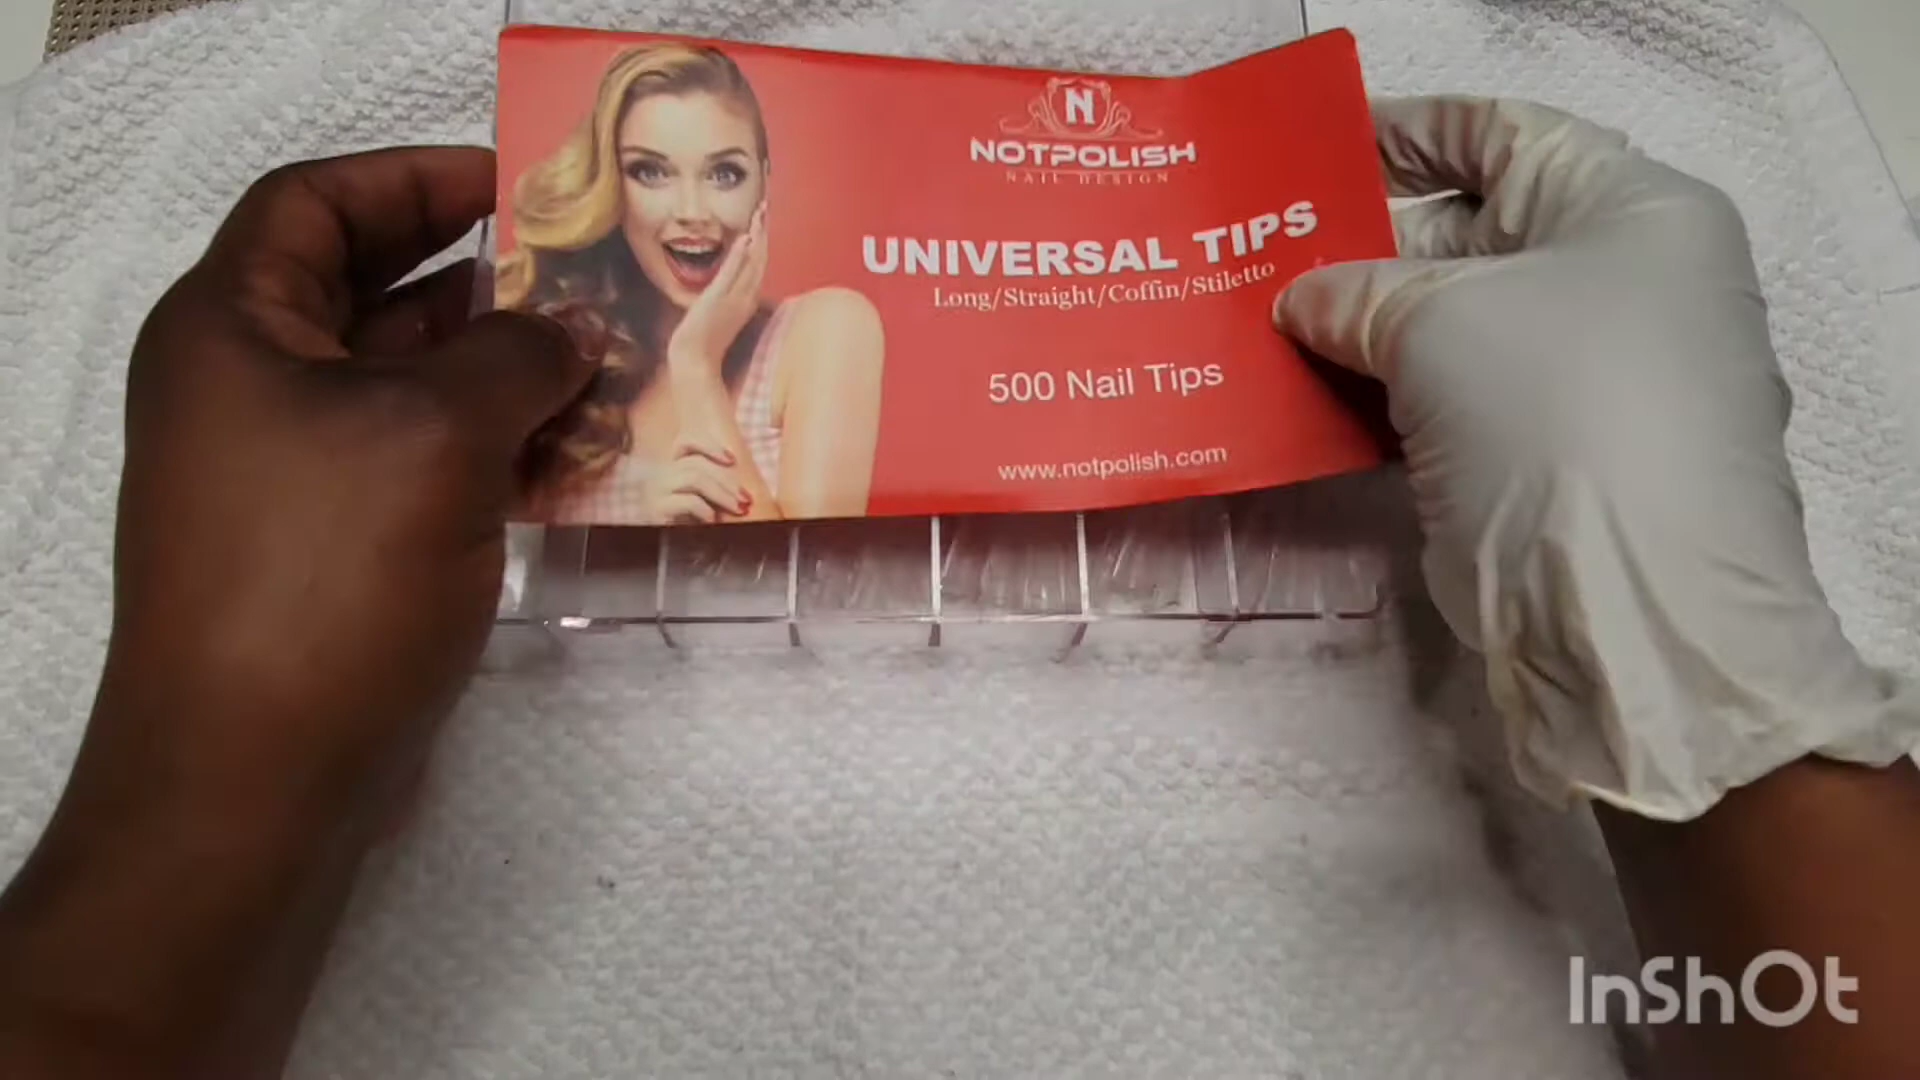 N
NOTPOLISH
NAIL DESIGN
UNIVERSAL TIPS
Long/Straight/Coffin/Stiletto
500 Nail Tips
www.notpolish.com
InShOt